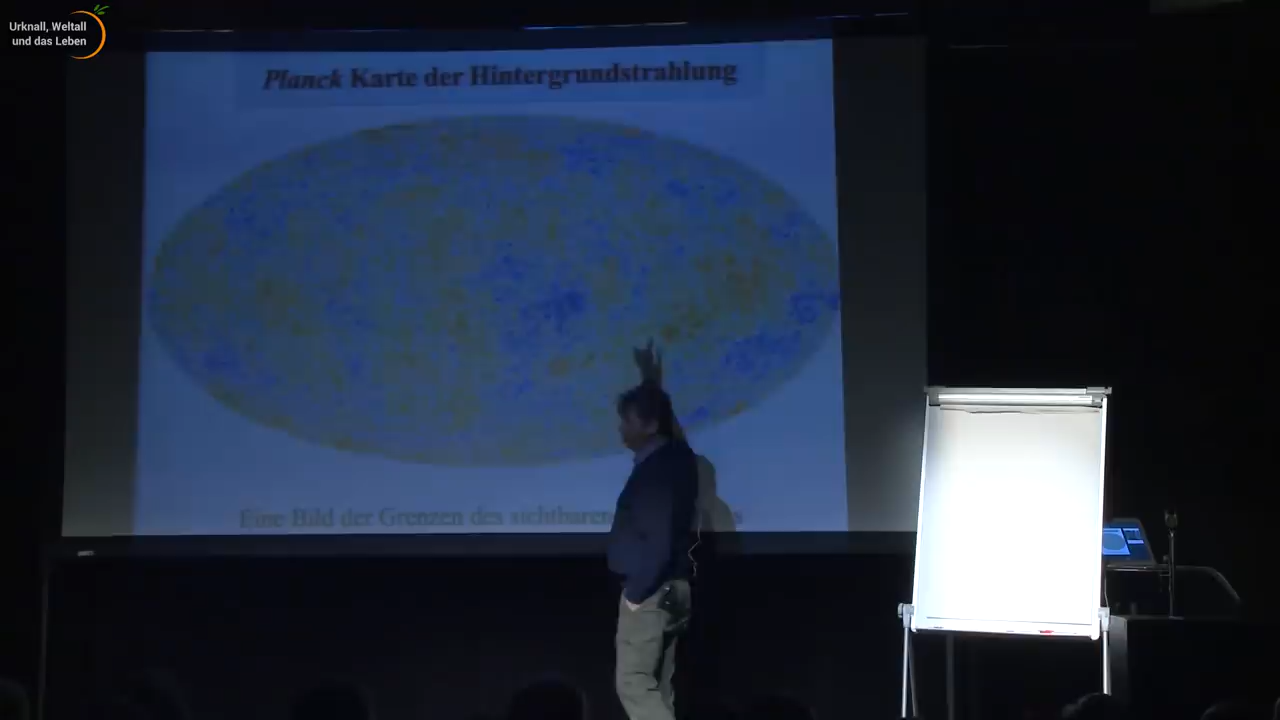 Urknall, Weltall
und das Leben
Planck Karte der Hintergrundstrahlung
Eine Bild der Grenzen des sichtbaren